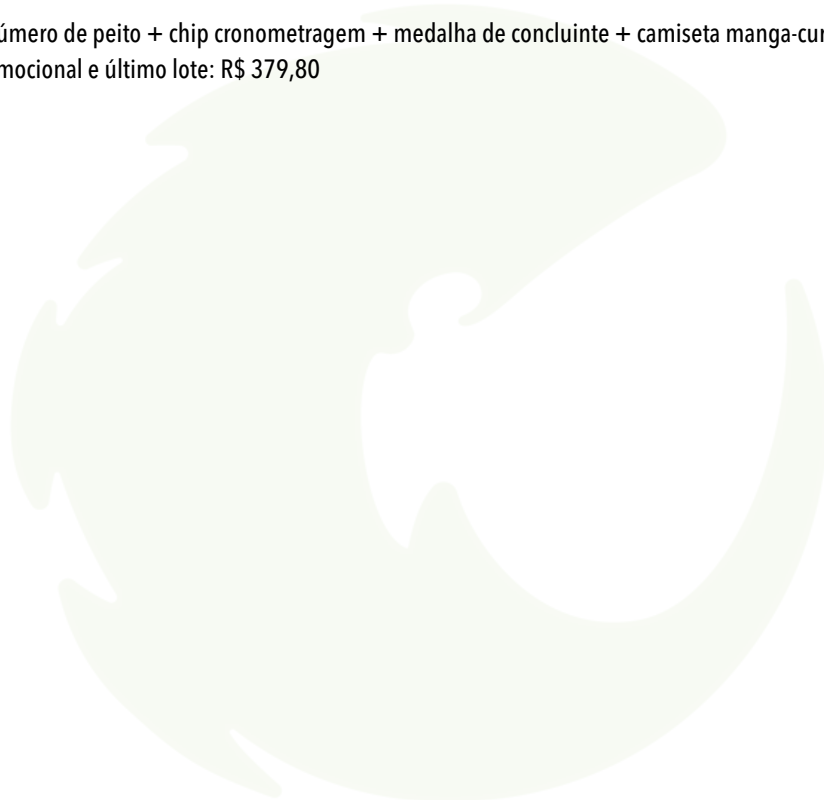 úmero de peito + chip cronometragem + medalha de concluinte + camiseta manga-cur
mocional e último lote: R$ 379,80